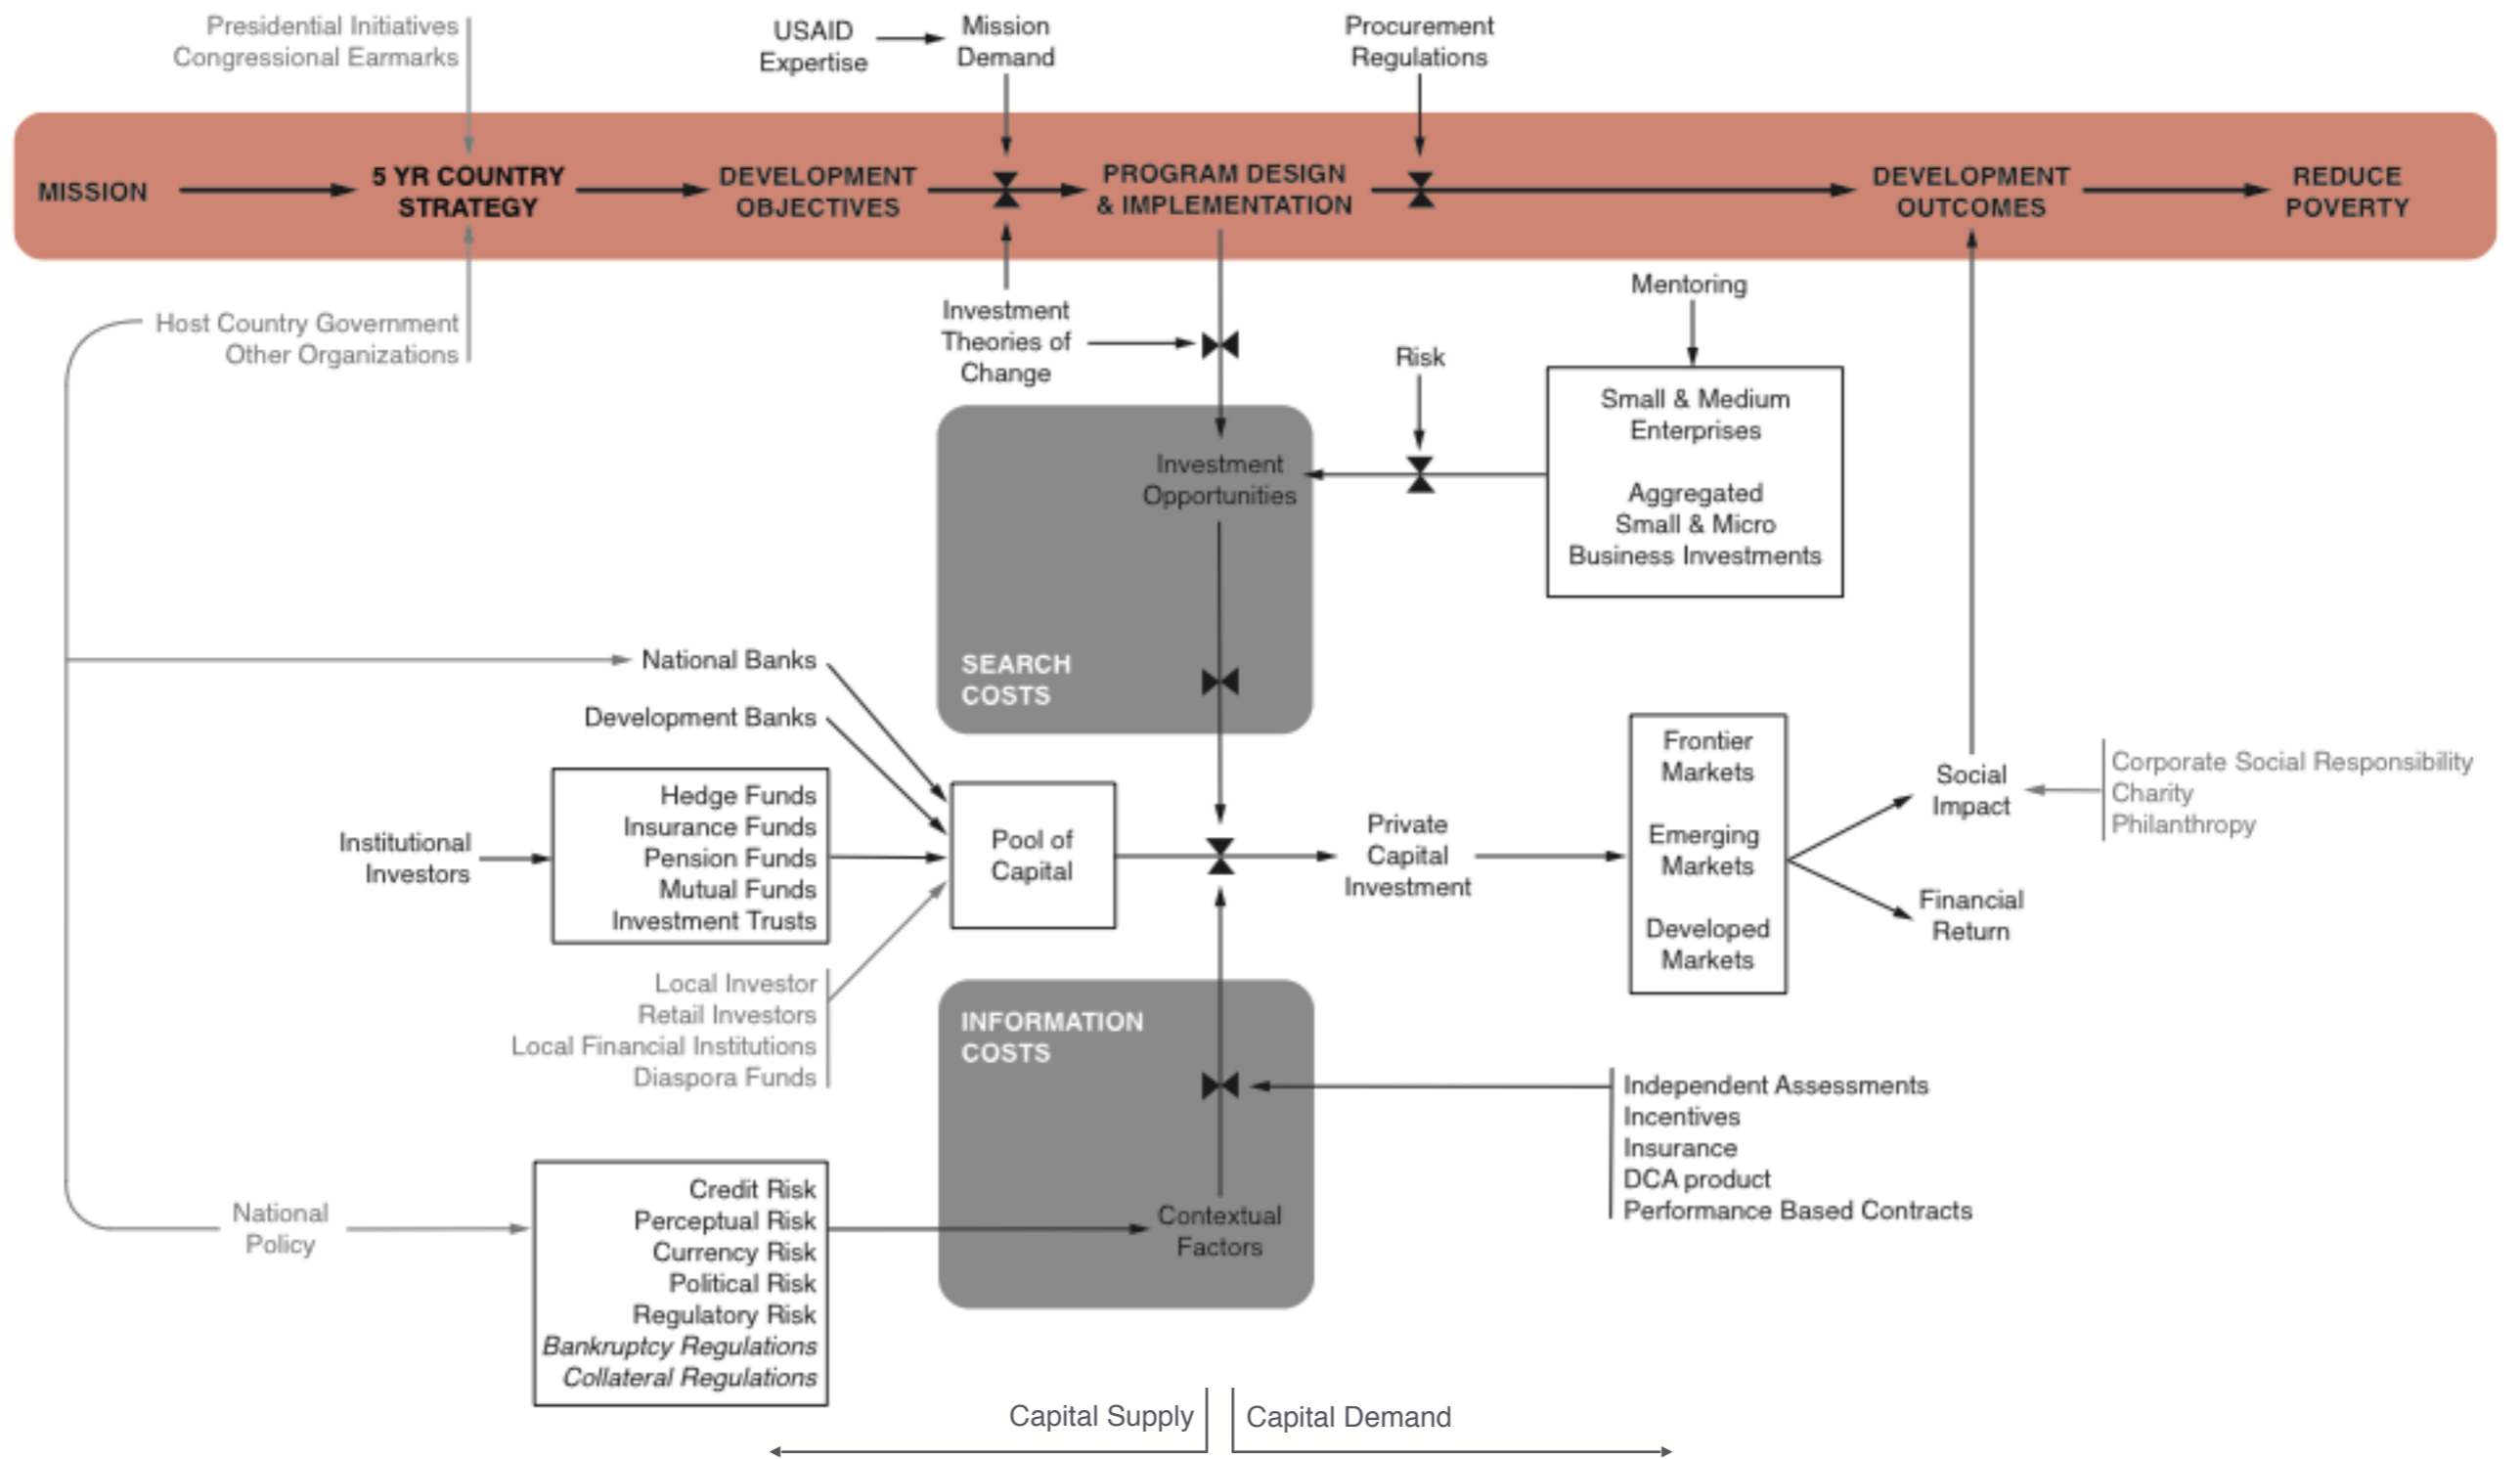 Presidential Initiatives
Congressional Earmarks
USAID
Expertise
Mission
Demand
Procurement
Regulations
MISSION
5 YR COUNTRY
STRATEGY
DEVELOPMENT
OBJECTIVES
PROGRAM DESIGN
& IMPLEMENTATION
DEVELOPMENT
OUTCOMES
REDUCE
POVERTY
Host Country Government
Other Organizations
Investment
Theories of
Change
Mentoring
Risk
Small & Medium
Enterprises
Aggregated
Small & Micro
Business Investments
Investment
Opportunities
SEARCH
COSTS
National Banks
Development Banks
Institutional
Investors
Hedge Funds
Insurance Funds
Pension Funds
Mutual Funds
Investment Trusts
Pool of
Capital
Private
Capital
Investment
Frontier
Markets
Emerging
Markets
Developed
Markets
Social
Impact
Financial
Return
Corporate Social Responsibility
Charity
Philanthropy
Local Investor
Retail Investors
Local Financial Institutions
Diaspora Funds
INFORMATION
COSTS
Independent Assessments
Incentives
Insurance
DCA product
Performance Based Contracts
National
Policy
Credit Risk
Perceptual Risk
Currency Risk
Political Risk
Regulatory Risk
Bankruptcy Regulations
Collateral Regulations
Contextual
Factors
Capital Supply
Capital Demand